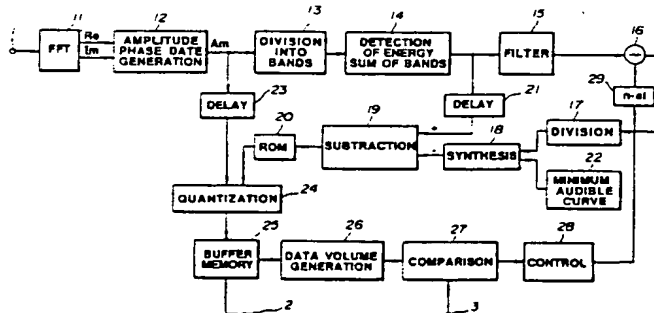 1
11
FFT
Re
Im
12
AMPLITUDE
PHASE DATE
GENERATION
Am
13
DIVISION
INTO
BANDS
14
DETECTION
OF ENERGY
SUM OF BANDS
15
FILTER
16
−
29
n-ai
23
DELAY
21
DELAY
20
ROM
19
SUBTRACTION
+
-
18
SYNTHESIS
17
DIVISION
22
MINIMUM
AUDIBLE
CURVE
24
QUANTIZATION
25
BUFFER
MEMORY
26
DATA VOLUME
GENERATION
27
COMPARISON
28
CONTROL
2
3